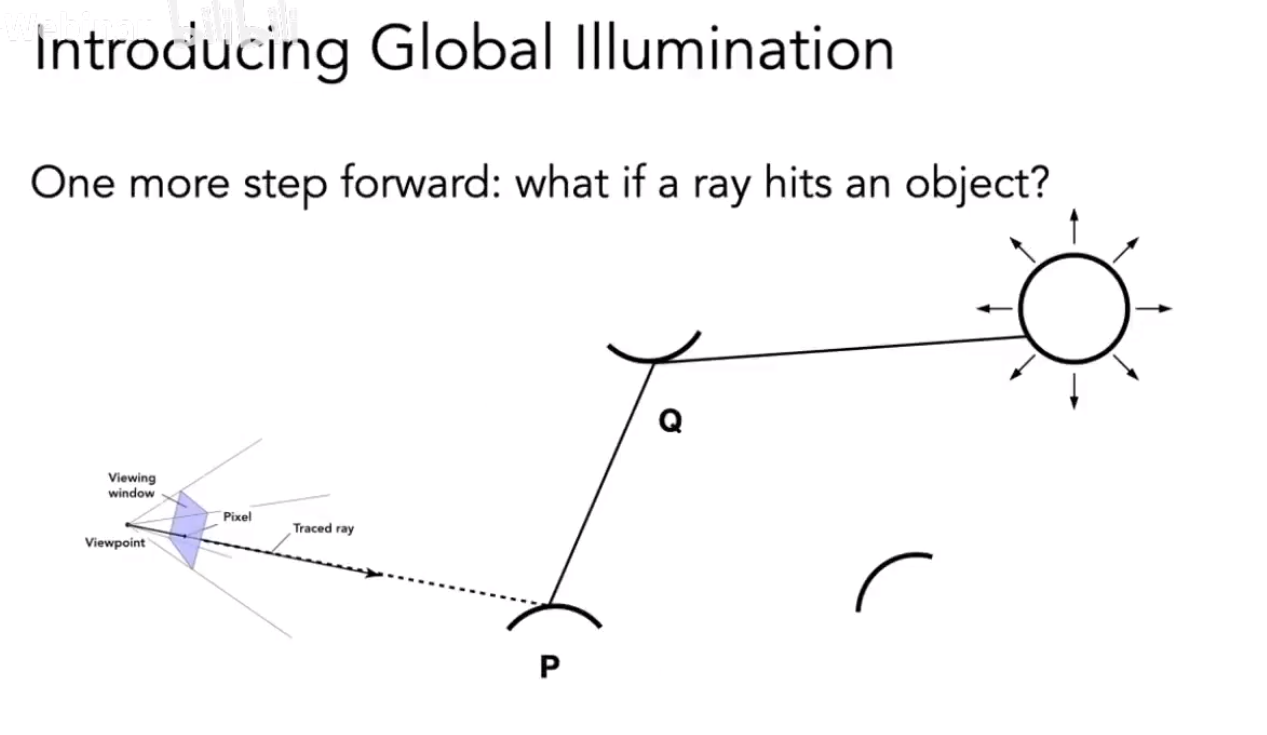 Introducing Global Illumination
One more step forward: what if a ray hits an object?
Q
Viewing
window
Pixel
Traced ray
Viewpoint
P